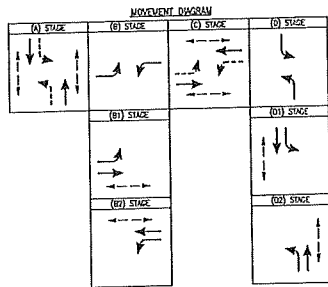 MOVEMENT DIAGRAM
(A) STAGE
(B) STAGE
(C) STAGE
(D) STAGE
(B1) STAGE
(D1) STAGE
(B2) STAGE
(D2) STAGE